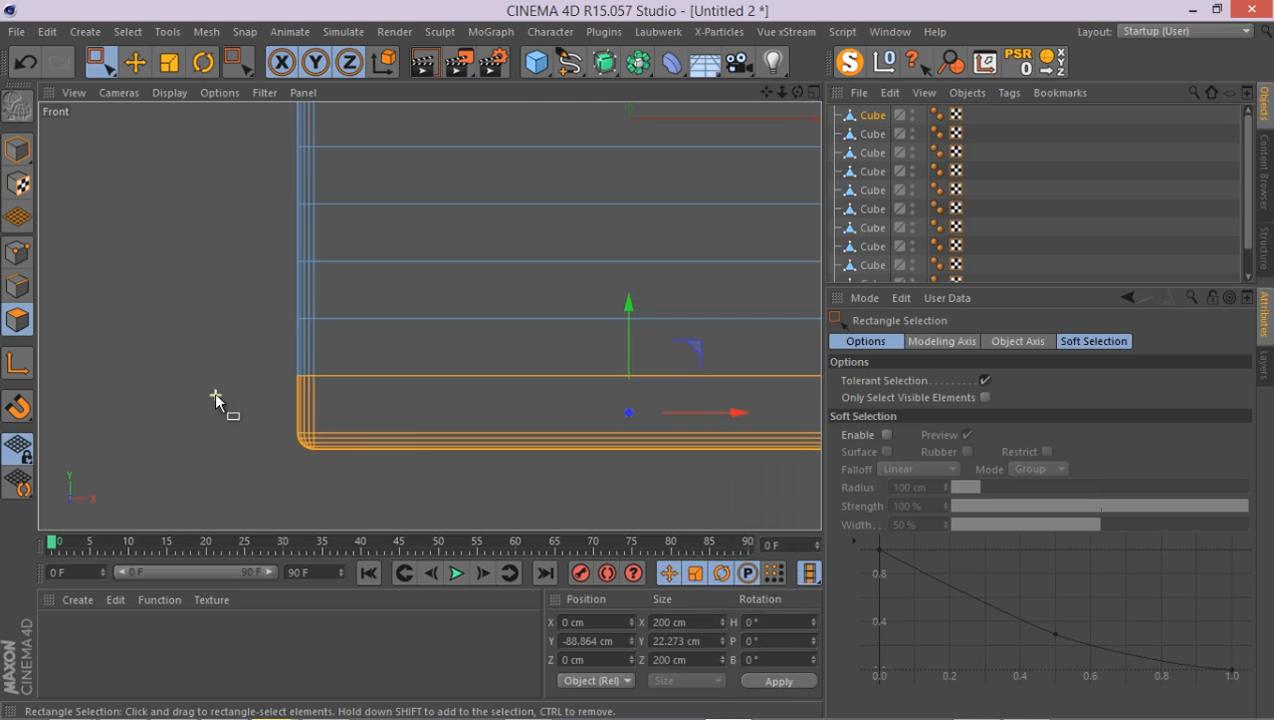 CINEMA 4D R15.057 Studio - [Untitled 2 *]
File Edit Create Select Tools Mesh Snap Animate Simulate Render Sculpt MoGraph Character Plugins Laubwerk X-Particles Vue xStream Script Window Help Layout: Startup (User)
X Y Z PSR 0
View Cameras Display Options Filter Panel
Front
Y
X
File Edit View Objects Tags Bookmarks
Cube
Cube
Cube
Cube
Cube
Cube
Cube
Cube
Cube
Objects
Content Browser
Structure
Mode Edit User Data
Rectangle Selection
Options Modeling Axis Object Axis Soft Selection
Options
Tolerant Selection
Only Select Visible Elements
Soft Selection
Enable Preview
Surface Rubber Restrict
Falloff Linear Mode Group
Radius 100 cm
Strength 100 %
Width 50 %
0.8
0.4
0.0 0.2 0.4 0.6 0.8 1.0
Attributes
Layers
0 5 10 15 20 25 30 35 40 45 50 55 60 65 70 75 80 85 90 0 F
0 F 0 F 90 F 90 F
Create Edit Function Texture
Position Size Rotation
X 0 cm X 200 cm H 0 °
Y -88.864 cm Y 22.273 cm P 0 °
Z 0 cm Z 200 cm B 0 °
Object (Rel) Size Apply
MAXON
CINEMA 4D
Rectangle Selection: Click and drag to rectangle-select elements. Hold down SHIFT to add to the selection, CTRL to remove.